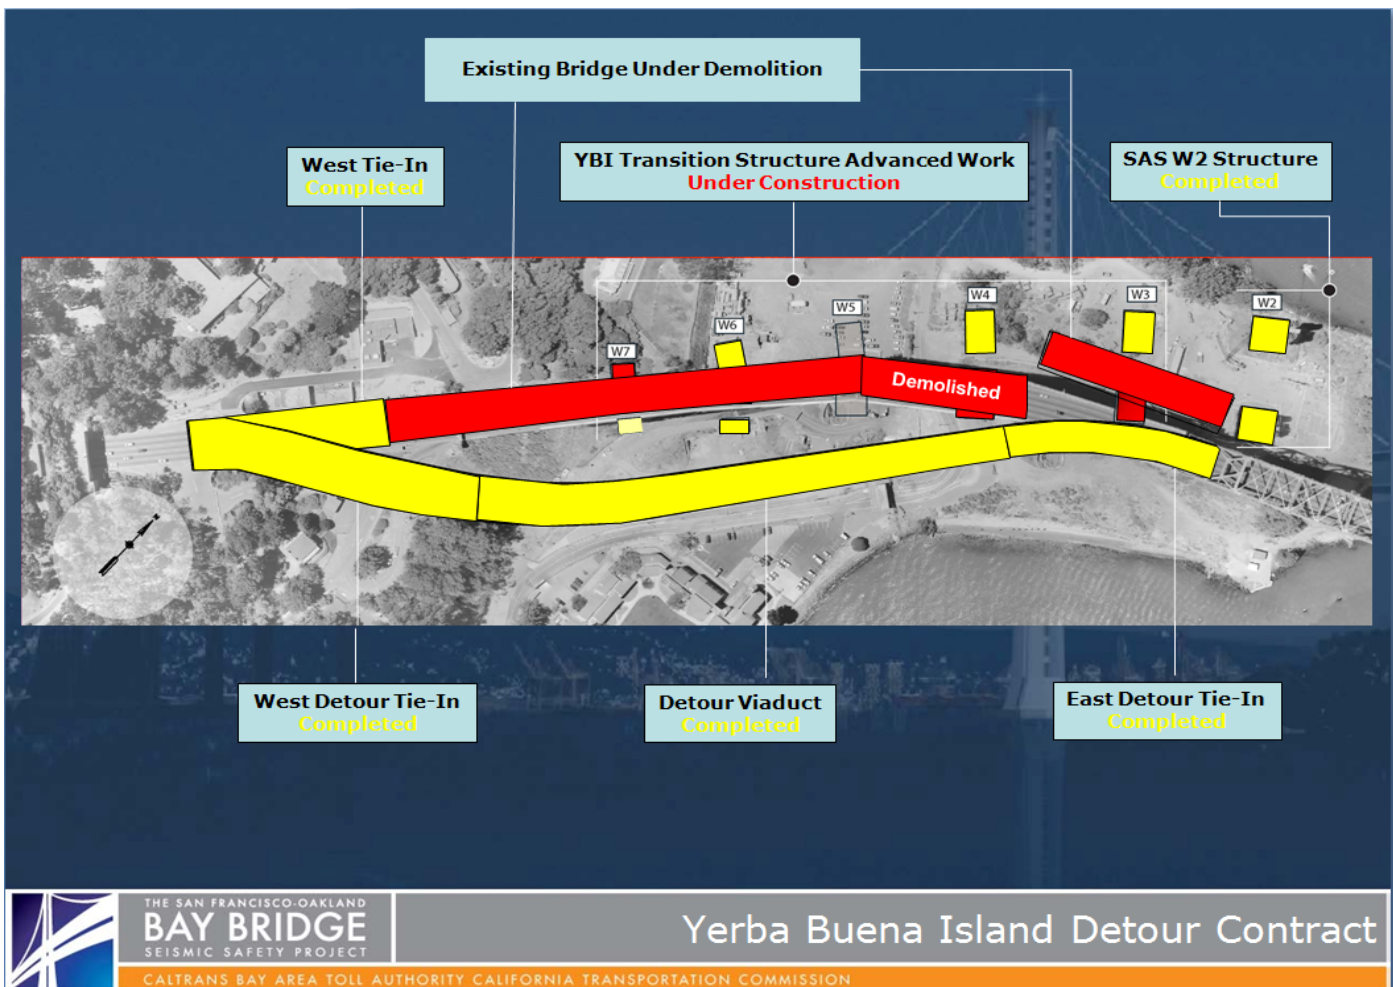 Existing Bridge Under Demolition
West Tie-In
Completed
YBI Transition Structure Advanced Work
Under Construction
SAS W2 Structure
Completed
W7
W6
W5
W4
W3
W2
Demolished
West Detour Tie-In
Completed
Detour Viaduct
Completed
East Detour Tie-In
Completed
THE SAN FRANCISCO-OAKLAND
BAY BRIDGE
SEISMIC SAFETY PROJECT
Yerba Buena Island Detour Contract
CALTRANS BAY AREA TOLL AUTHORITY CALIFORNIA TRANSPORTATION COMMISSION